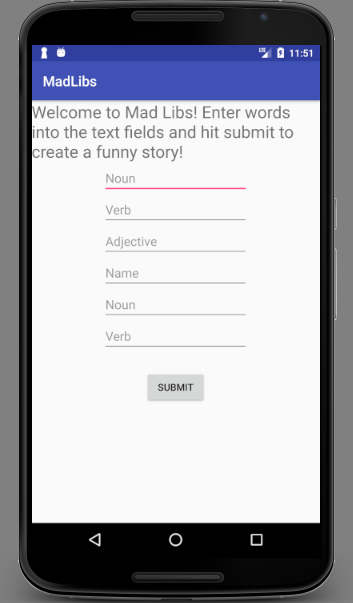 11:51
MadLibs
Welcome to Mad Libs! Enter words
into the text fields and hit submit to
create a funny story!
Noun
Verb
Adjective
Name
Noun
Verb
SUBMIT